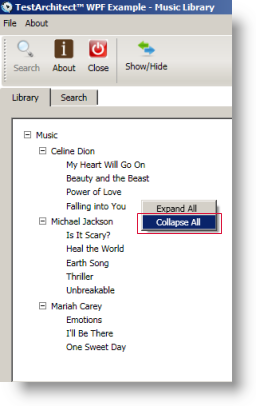 TestArchitect™ WPF Example - Music Library
File About
Search About Close Show/Hide
Library Search
Music
Celine Dion
My Heart Will Go On
Beauty and the Beast
Power of Love
Falling into You
Expand All
Collapse All
Michael Jackson
Is It Scary?
Heal the World
Earth Song
Thriller
Unbreakable
Mariah Carey
Emotions
I'll Be There
One Sweet Day